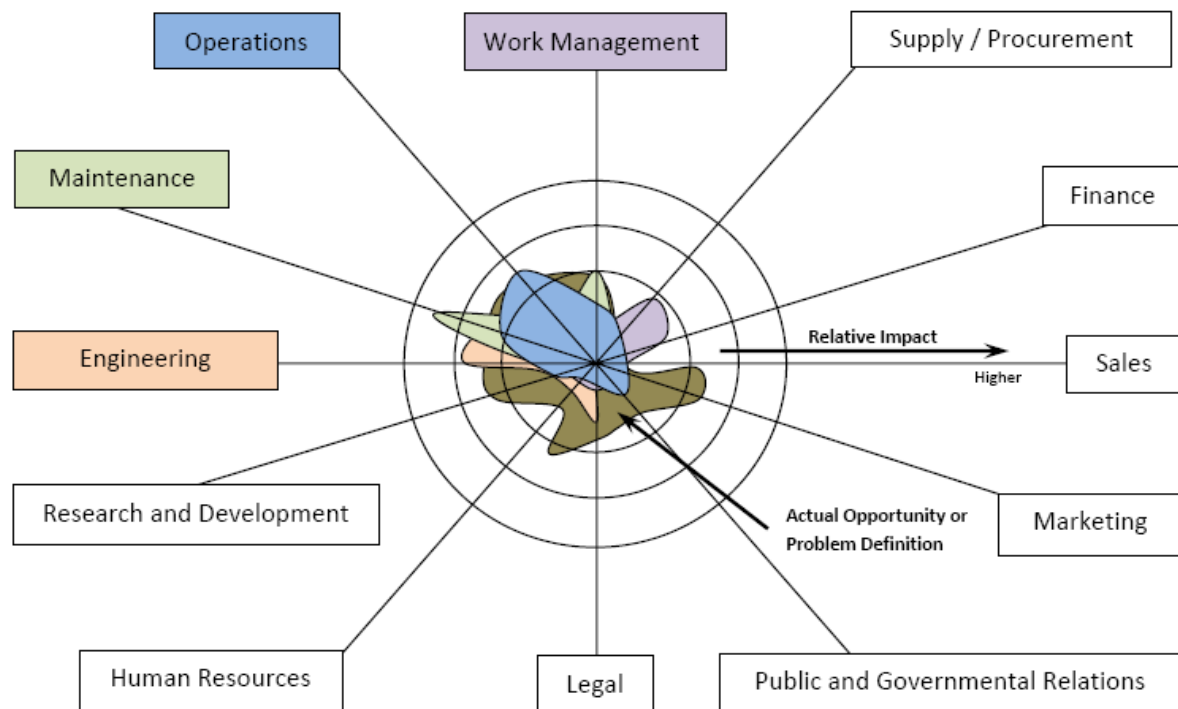 Operations
Work Management
Supply / Procurement
Maintenance
Finance
Engineering
Relative Impact
Higher
Sales
Research and Development
Actual Opportunity or
Problem Definition
Marketing
Human Resources
Legal
Public and Governmental Relations